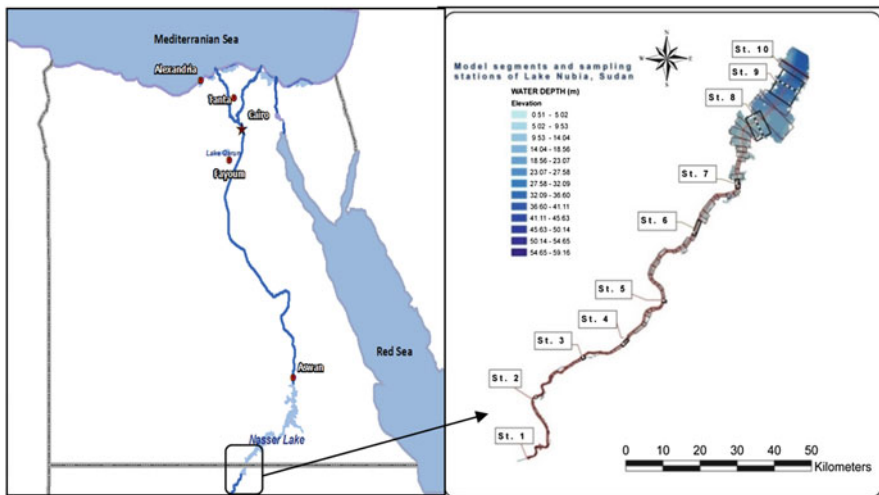 Mediterranian Sea
Alexandria
Tanta
Cairo
Lake Qarun
Fayoum
Red Sea
Aswan
Nasser Lake
Model segments and sampling
stations of Lake Nubia, Sudan
WATER DEPTH (m)
Elevation
0.51 - 5.02
5.02 - 9.53
9.53 - 14.04
14.04 - 18.56
18.56 - 23.07
23.07 - 27.58
27.58 - 32.09
32.09 - 36.60
36.60 - 41.11
41.11 - 45.63
45.63 - 50.14
50.14 - 54.65
54.65 - 59.16
N
W
E
S
St. 10
St. 9
St. 8
St. 7
St. 6
St. 5
St. 4
St. 3
St. 2
St. 1
0 10 20 30 40 50
Kilometers